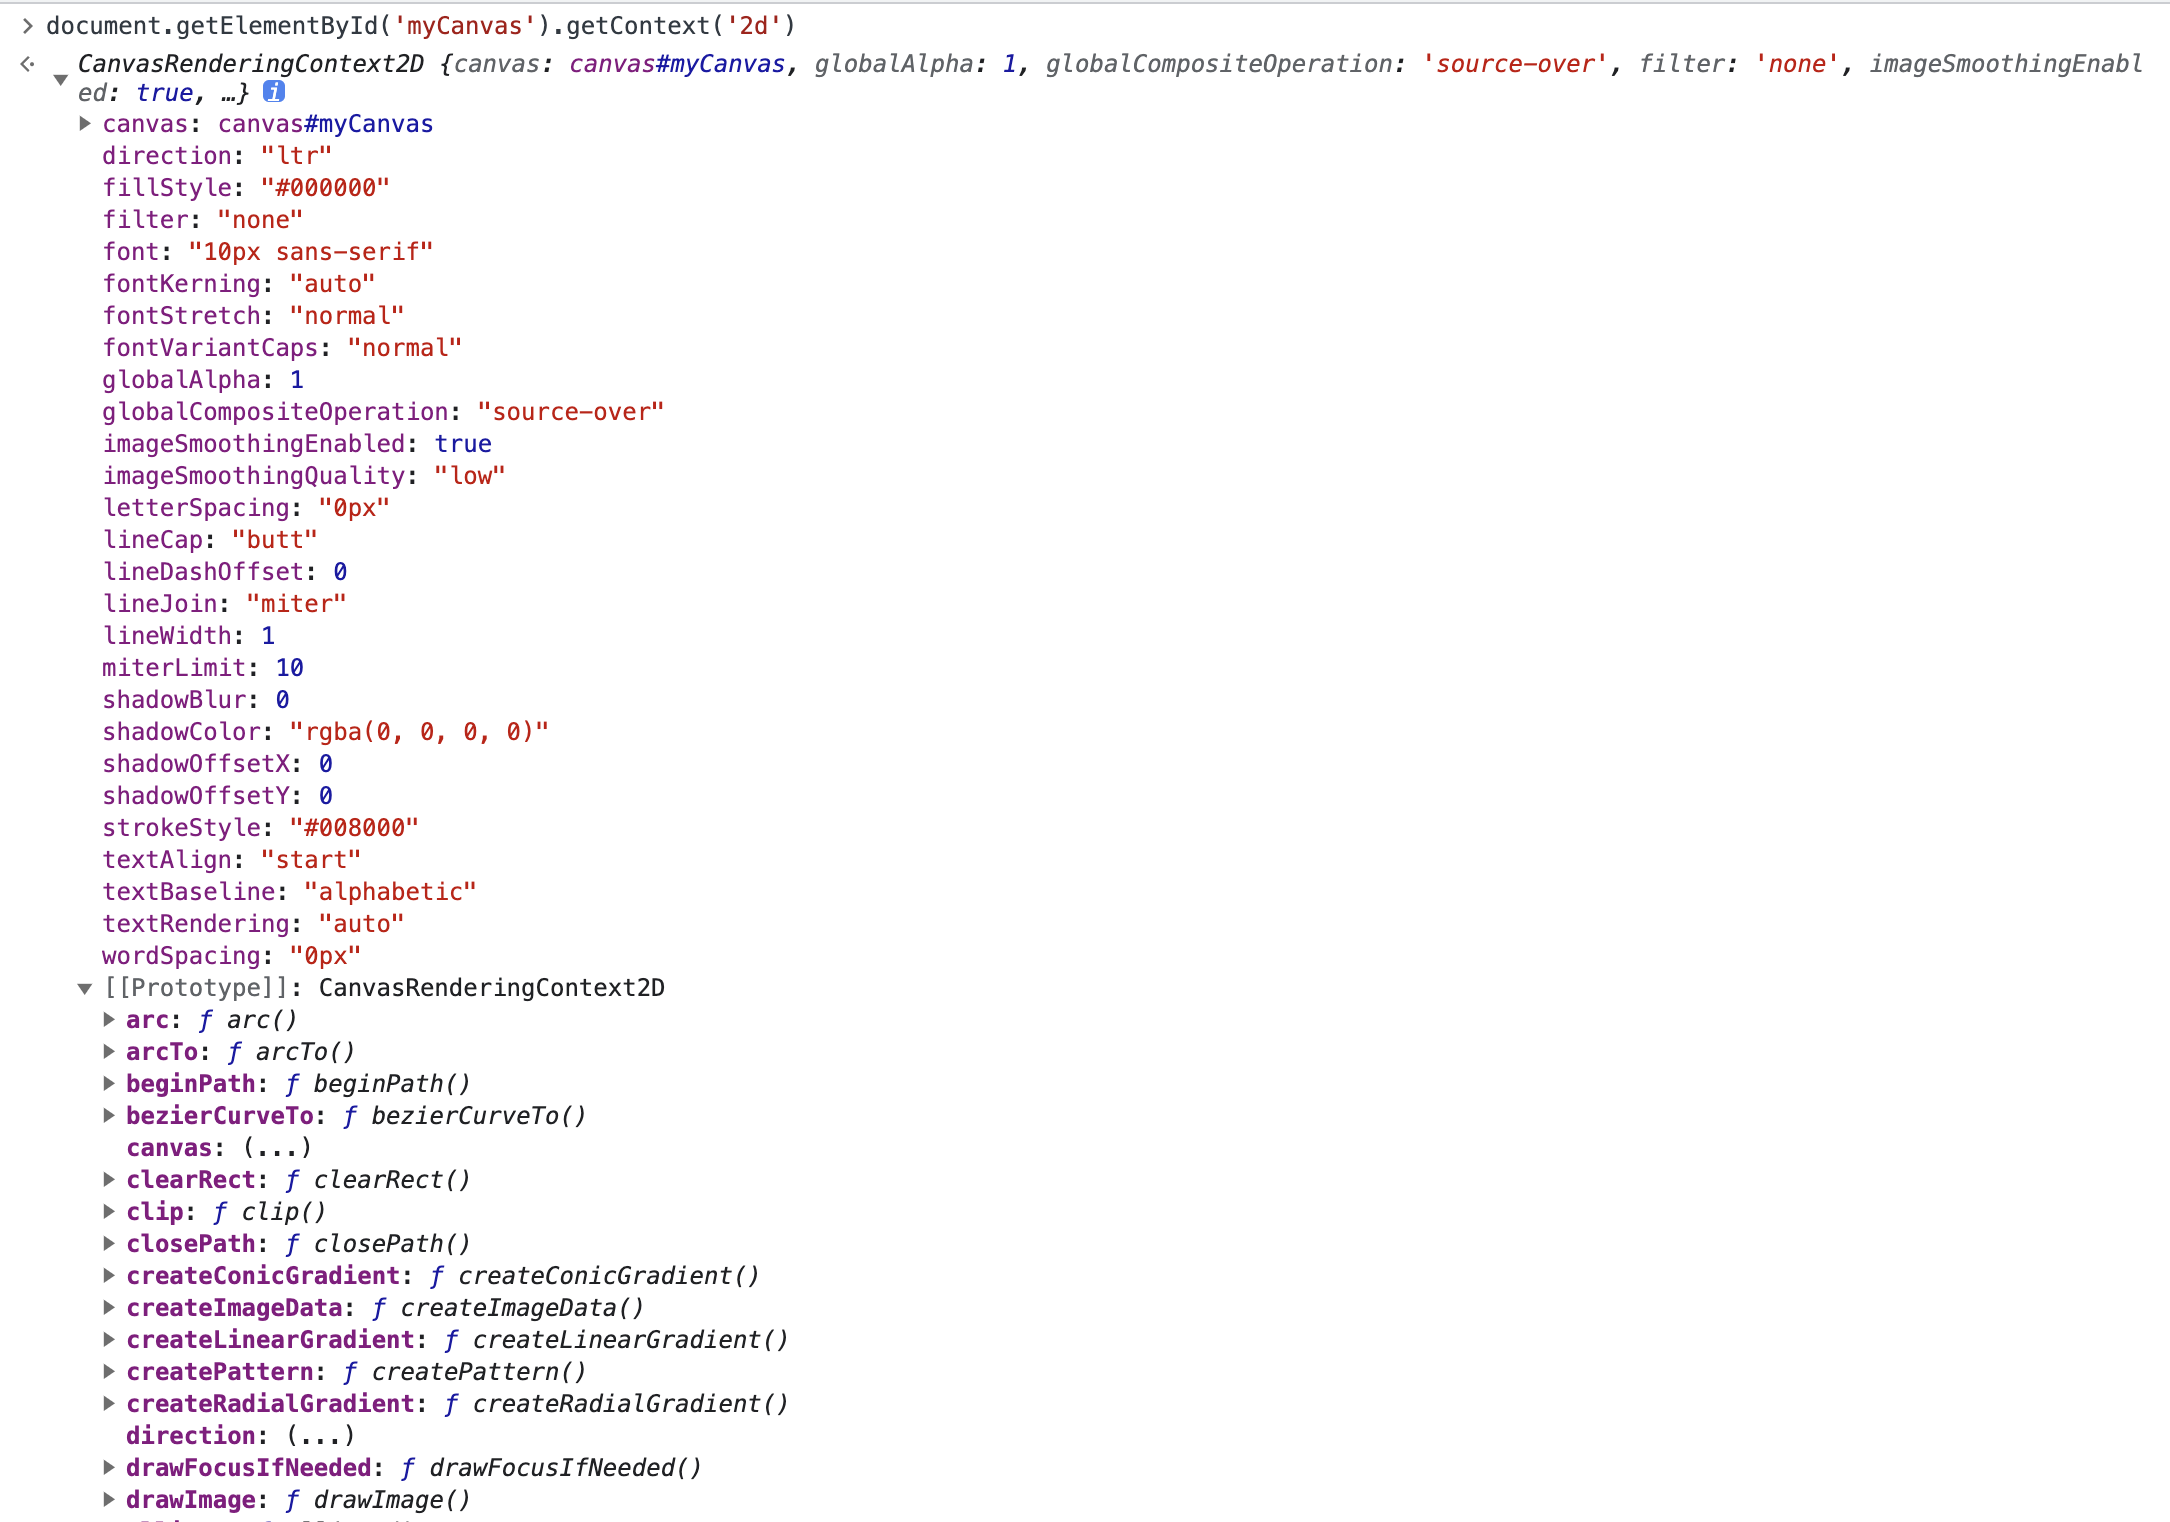 document.getElementById('myCanvas').getContext('2d')
CanvasRenderingContext2D {canvas: canvas#myCanvas, globalAlpha: 1, globalCompositeOperation: 'source-over', filter: 'none', imageSmoothingEnabl
ed: true, …} i
canvas: canvas#myCanvas
direction: "ltr"
fillStyle: "#000000"
filter: "none"
font: "10px sans-serif"
fontKerning: "auto"
fontStretch: "normal"
fontVariantCaps: "normal"
globalAlpha: 1
globalCompositeOperation: "source-over"
imageSmoothingEnabled: true
imageSmoothingQuality: "low"
letterSpacing: "0px"
lineCap: "butt"
lineDashOffset: 0
lineJoin: "miter"
lineWidth: 1
miterLimit: 10
shadowBlur: 0
shadowColor: "rgba(0, 0, 0, 0)"
shadowOffsetX: 0
shadowOffsetY: 0
strokeStyle: "#008000"
textAlign: "start"
textBaseline: "alphabetic"
textRendering: "auto"
wordSpacing: "0px"
[[Prototype]]: CanvasRenderingContext2D
arc: ƒ arc()
arcTo: ƒ arcTo()
beginPath: ƒ beginPath()
bezierCurveTo: ƒ bezierCurveTo()
canvas: (...)
clearRect: ƒ clearRect()
clip: ƒ clip()
closePath: ƒ closePath()
createConicGradient: ƒ createConicGradient()
createImageData: ƒ createImageData()
createLinearGradient: ƒ createLinearGradient()
createPattern: ƒ createPattern()
createRadialGradient: ƒ createRadialGradient()
direction: (...)
drawFocusIfNeeded: ƒ drawFocusIfNeeded()
drawImage: ƒ drawImage()